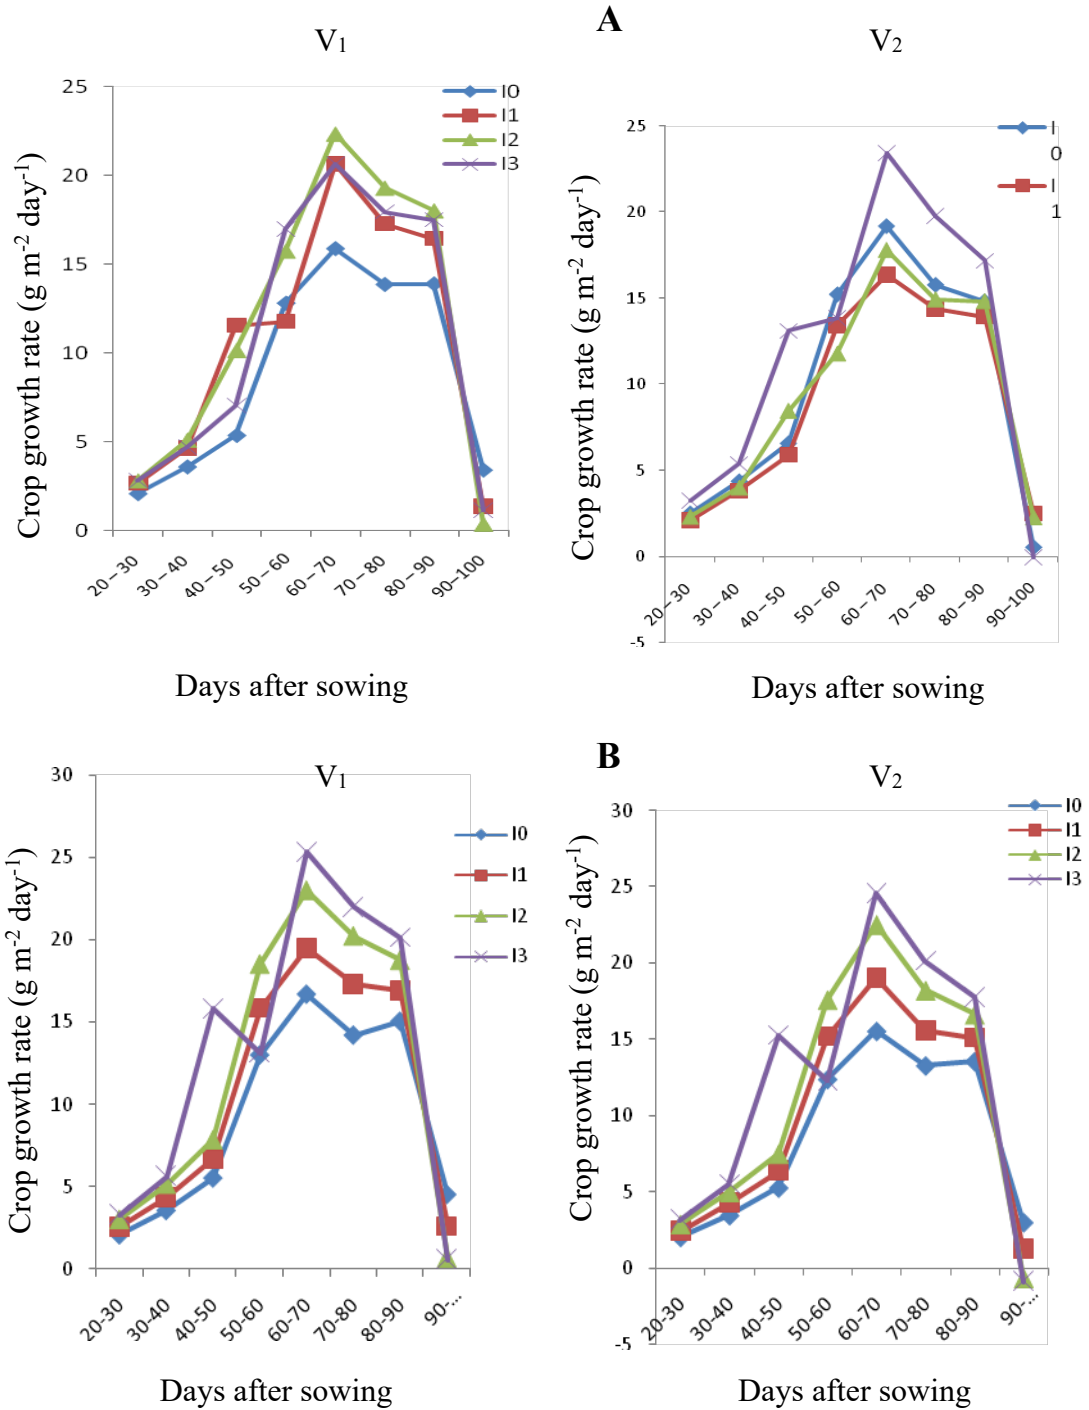 A
V₁
V₂
25
20
15
10
5
0
I0
I1
I2
I3
Crop growth rate (g m⁻² day⁻¹)
20–30
30–40
40–50
50–60
60–70
70–80
80–90
90–100
Days after sowing
25
20
15
10
5
0
-5
I
0
I
1
Crop growth rate (g m⁻² day⁻¹)
20–30
30–40
40–50
50–60
60–70
70–80
80–90
90–100
Days after sowing
B
V₁
V₂
30
25
20
15
10
5
0
I0
I1
I2
I3
Crop growth rate (g m⁻² day⁻¹)
20-30
30-40
40-50
50-60
60-70
70-80
80-90
90-...
Days after sowing
30
25
20
15
10
5
0
-5
I0
I1
I2
I3
Crop growth rate (g m⁻² day⁻¹)
20-30
30-40
40-50
50-60
60-70
70-80
80-90
90-...
Days after sowing